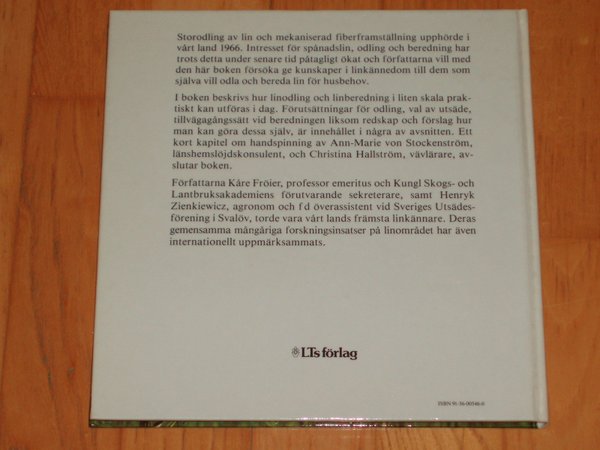 Storodling av lin och mekaniserad fiberframställning upphörde i
vårt land 1966. Intresset för spånadslin, odling och beredning har
trots detta under senare tid påtagligt ökat och författarna vill med
den här boken försöka ge kunskaper i linkännedom till dem som
själva vill odla och bereda lin för husbehov.
I boken beskrivs hur linodling och linberedning i liten skala prak-
tiskt kan utföras i dag. Förutsättningar för odling, val av utsäde,
tillvägagångssätt vid beredningen liksom redskap och förslag hur
man kan göra dessa själv, är innehållet i några av avsnitten. Ett
kort kapitel om handspinning av Ann-Marie von Stockenström,
länshemslöjdskonsulent, och Christina Hallström, vävlärare, av-
slutar boken.
Författarna Kåre Fröier, professor emeritus och Kungl Skogs- och
Lantbruksakademiens förutvarande sekreterare, samt Henryk
Zienkiewicz, agronom och f d överassistent vid Sveriges Utsädes-
förening i Svalöv, torde vara vårt lands främsta linkännare. Deras
gemensamma mångåriga forskningsinsatser på linområdet har även
internationellt uppmärksammats.
LTs förlag
ISBN 91-36-00546-6